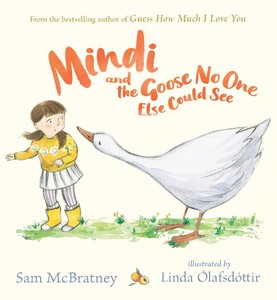 From the bestselling author of Guess How Much I Love You
Mindi
and the Goose No One
Else Could See
illustrated by
Sam McBratney Linda Ólafsdóttir